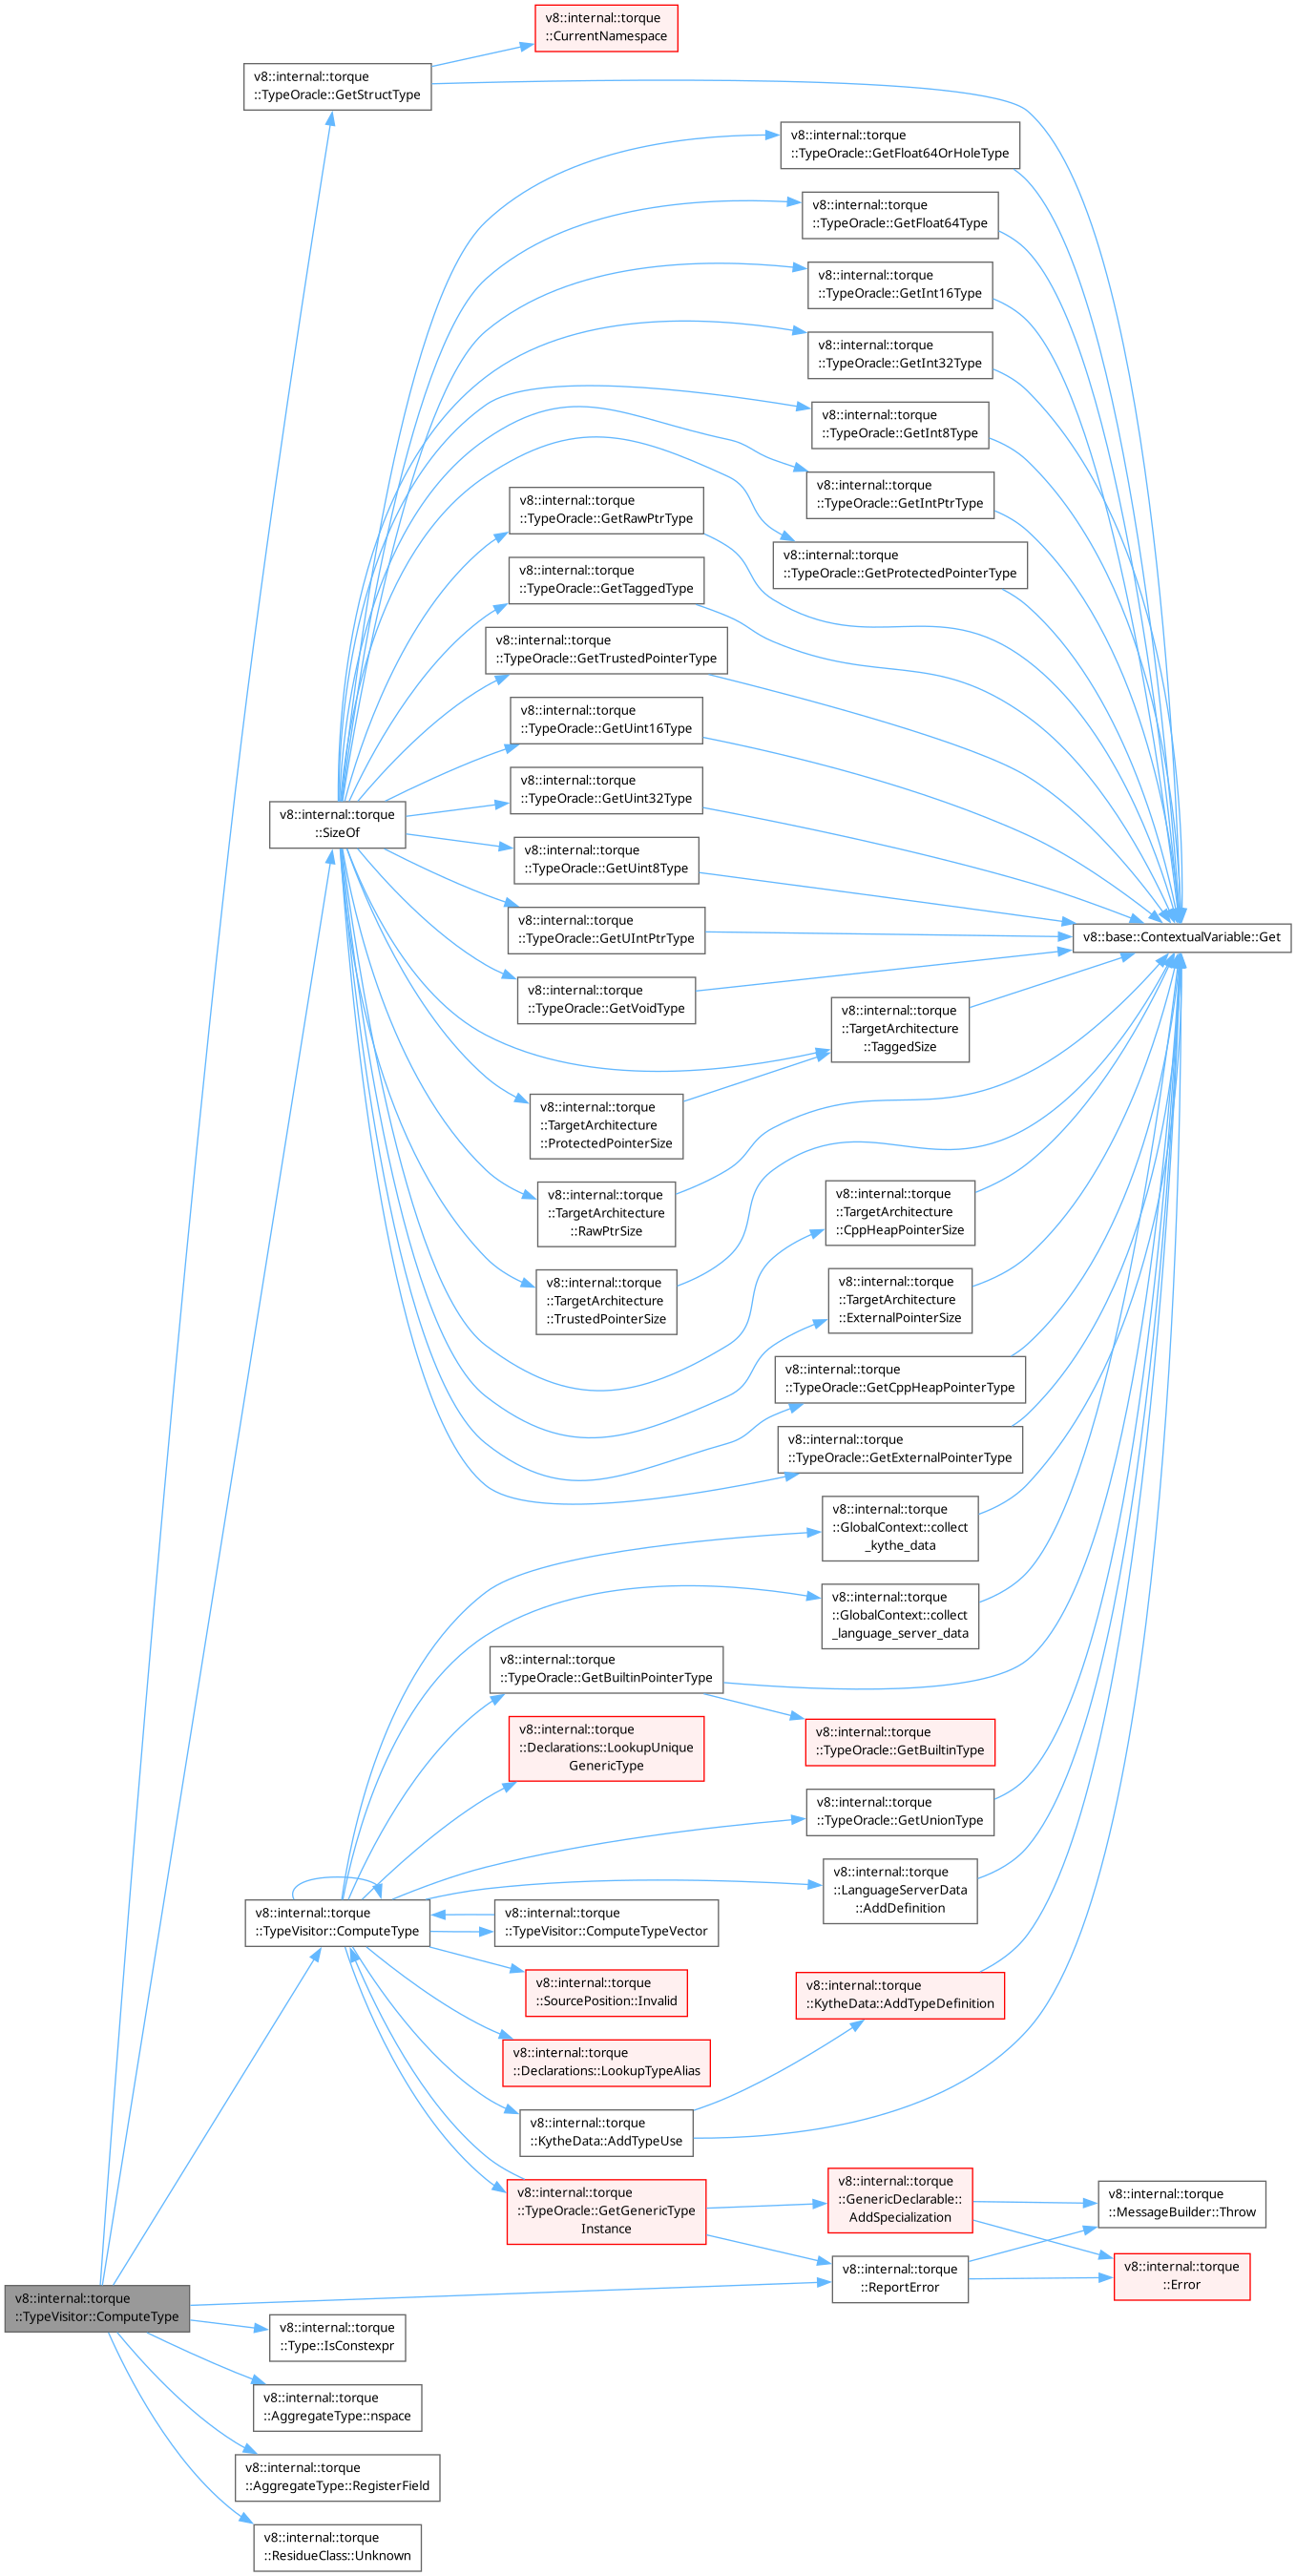 v8::internal::torque
::CurrentNamespace
v8::internal::torque
::TypeOracle::GetStructType
v8::internal::torque
::TypeOracle::GetFloat64OrHoleType
v8::internal::torque
::TypeOracle::GetFloat64Type
v8::internal::torque
::TypeOracle::GetInt16Type
v8::internal::torque
::TypeOracle::GetInt32Type
v8::internal::torque
::TypeOracle::GetInt8Type
v8::internal::torque
::TypeOracle::GetIntPtrType
v8::internal::torque
::TypeOracle::GetRawPtrType
v8::internal::torque
::TypeOracle::GetProtectedPointerType
v8::internal::torque
::TypeOracle::GetTaggedType
v8::internal::torque
::TypeOracle::GetTrustedPointerType
v8::internal::torque
::TypeOracle::GetUint16Type
v8::internal::torque
::TypeOracle::GetUint32Type
v8::internal::torque
::SizeOf
v8::internal::torque
::TypeOracle::GetUint8Type
v8::internal::torque
::TypeOracle::GetUIntPtrType
v8::base::ContextualVariable::Get
v8::internal::torque
::TypeOracle::GetVoidType
v8::internal::torque
::TargetArchitecture
::TaggedSize
v8::internal::torque
::TargetArchitecture
::ProtectedPointerSize
v8::internal::torque
::TargetArchitecture
::RawPtrSize
v8::internal::torque
::TargetArchitecture
::CppHeapPointerSize
v8::internal::torque
::TargetArchitecture
::TrustedPointerSize
v8::internal::torque
::TargetArchitecture
::ExternalPointerSize
v8::internal::torque
::TypeOracle::GetCppHeapPointerType
v8::internal::torque
::TypeOracle::GetExternalPointerType
v8::internal::torque
::GlobalContext::collect
_kythe_data
v8::internal::torque
::GlobalContext::collect
_language_server_data
v8::internal::torque
::TypeOracle::GetBuiltinPointerType
v8::internal::torque
::Declarations::LookupUnique
GenericType
v8::internal::torque
::TypeOracle::GetBuiltinType
v8::internal::torque
::TypeOracle::GetUnionType
v8::internal::torque
::LanguageServerData
::AddDefinition
v8::internal::torque
::TypeVisitor::ComputeType
v8::internal::torque
::TypeVisitor::ComputeTypeVector
v8::internal::torque
::SourcePosition::Invalid
v8::internal::torque
::KytheData::AddTypeDefinition
v8::internal::torque
::Declarations::LookupTypeAlias
v8::internal::torque
::KytheData::AddTypeUse
v8::internal::torque
::TypeOracle::GetGenericType
Instance
v8::internal::torque
::GenericDeclarable::
AddSpecialization
v8::internal::torque
::MessageBuilder::Throw
v8::internal::torque
::ReportError
v8::internal::torque
::Error
v8::internal::torque
::TypeVisitor::ComputeType
v8::internal::torque
::Type::IsConstexpr
v8::internal::torque
::AggregateType::nspace
v8::internal::torque
::AggregateType::RegisterField
v8::internal::torque
::ResidueClass::Unknown